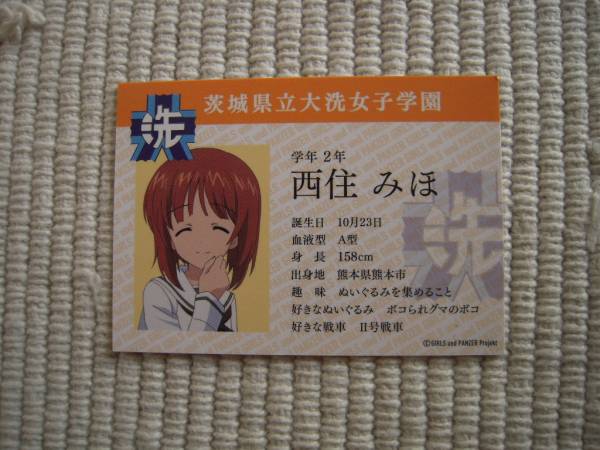 茨城県立大洗女子学園
洗
学年 2年
西住 みほ
誕生日 10月23日
血液型 A型
身 長 158cm
出身地 熊本県熊本市
趣 味 ぬいぐるみを集めること
好きなぬいぐるみ ボコられグマのボコ
好きな戦車 II号戦車
洗
©GIRLS und PANZER Projekt